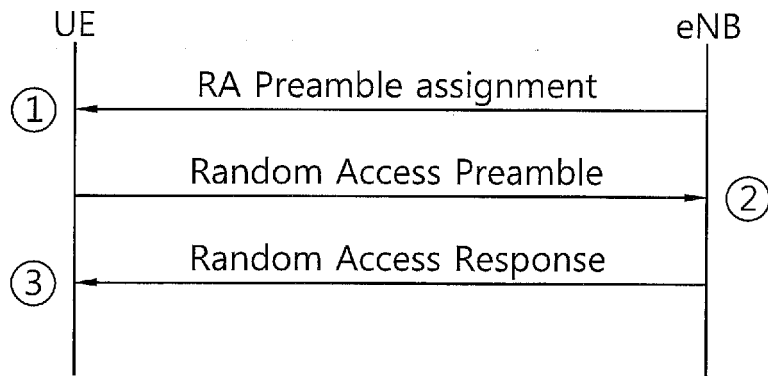 UE eNB
RA Preamble assignment
①
Random Access Preamble
②
Random Access Response
③